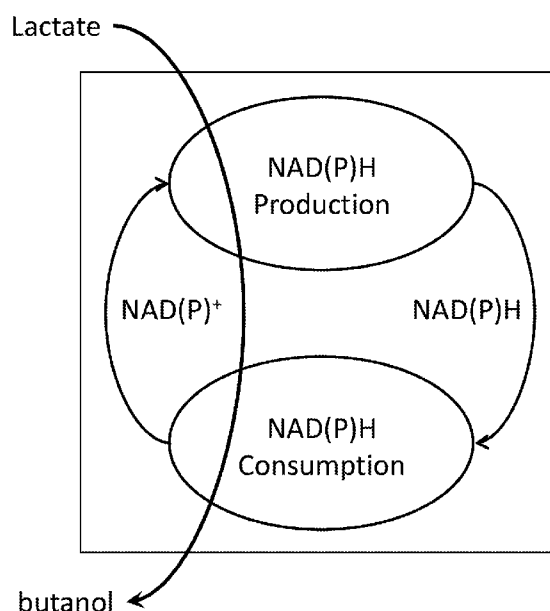 Lactate
NAD(P)H
Production
NAD(P)⁺
NAD(P)H
NAD(P)H
Consumption
butanol